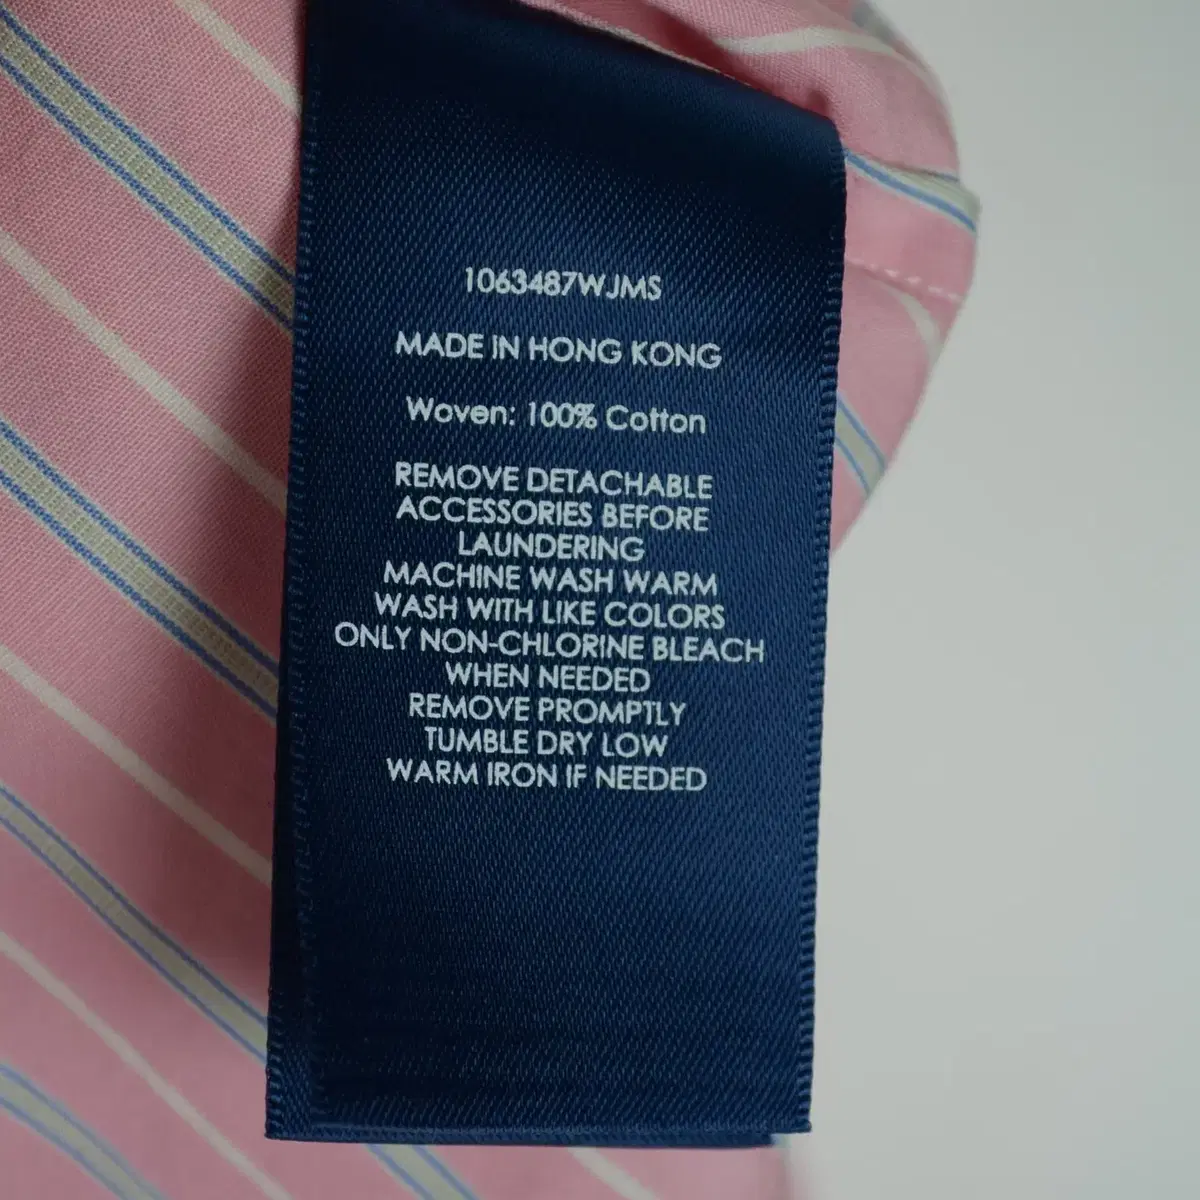 1063487WJMS
MADE IN HONG KONG
Woven: 100% Cotton
REMOVE DETACHABLE
ACCESSORIES BEFORE
LAUNDERING
MACHINE WASH WARM
WASH WITH LIKE COLORS
ONLY NON-CHLORINE BLEACH
WHEN NEEDED
REMOVE PROMPTLY
TUMBLE DRY LOW
WARM IRON IF NEEDED